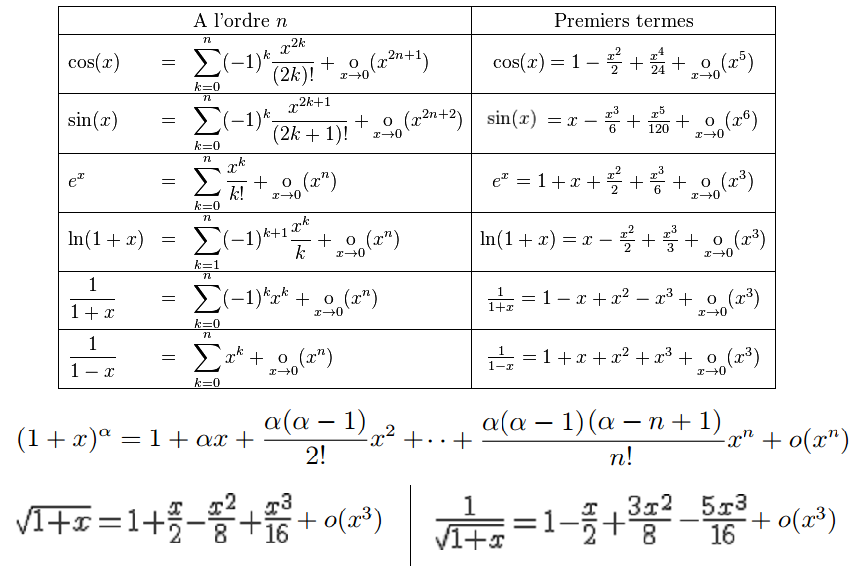 A l'ordre n Premiers termes
cos(x) = ∑_{k=0}^{n} (−1)^k x^{2k}/(2k)! + o_{x→0}(x^{2n+1}) cos(x) = 1 − x²/2 + x⁴/24 + o_{x→0}(x⁵)
sin(x) = ∑_{k=0}^{n} (−1)^k x^{2k+1}/(2k+1)! + o_{x→0}(x^{2n+2}) sin(x) = x − x³/6 + x⁵/120 + o_{x→0}(x⁶)
e^x = ∑_{k=0}^{n} x^k/k! + o_{x→0}(x^n) e^x = 1 + x + x²/2 + x³/6 + o_{x→0}(x³)
ln(1 + x) = ∑_{k=1}^{n} (−1)^{k+1} x^k/k + o_{x→0}(x^n) ln(1 + x) = x − x²/2 + x³/3 + o_{x→0}(x³)
1/(1 + x) = ∑_{k=0}^{n} (−1)^k x^k + o_{x→0}(x^n) 1/(1+x) = 1 − x + x² − x³ + o_{x→0}(x³)
1/(1 − x) = ∑_{k=0}^{n} x^k + o_{x→0}(x^n) 1/(1−x) = 1 + x + x² + x³ + o_{x→0}(x³)
(1 + x)^α = 1 + αx + α(α − 1)/2! x² + ·· + α(α − 1)(α − n + 1)/n! x^n + o(x^n)
√(1+x) = 1 + x/2 − x²/8 + x³/16 + o(x³) 1/√(1+x) = 1 − x/2 + 3x²/8 − 5x³/16 + o(x³)